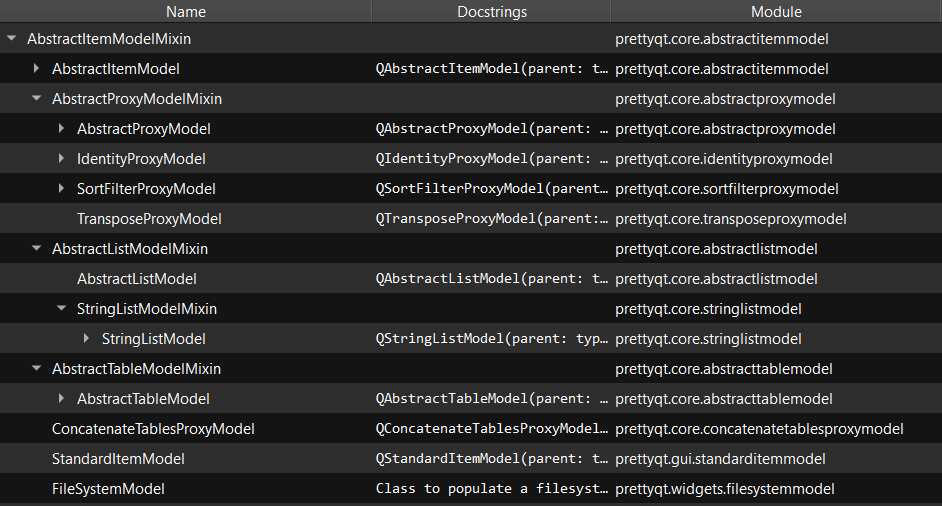 Name Docstrings Module
AbstractItemModelMixin prettyqt.core.abstractitemmodel
AbstractItemModel QAbstractItemModel(parent: t… prettyqt.core.abstractitemmodel
AbstractProxyModelMixin prettyqt.core.abstractproxymodel
AbstractProxyModel QAbstractProxyModel(parent: … prettyqt.core.abstractproxymodel
IdentityProxyModel QIdentityProxyModel(parent: … prettyqt.core.identityproxymodel
SortFilterProxyModel QSortFilterProxyModel(parent… prettyqt.core.sortfilterproxymodel
TransposeProxyModel QTransposeProxyModel(parent:… prettyqt.core.transposeproxymodel
AbstractListModelMixin prettyqt.core.abstractlistmodel
AbstractListModel QAbstractListModel(parent: t… prettyqt.core.abstractlistmodel
StringListModelMixin prettyqt.core.stringlistmodel
StringListModel QStringListModel(parent: typ… prettyqt.core.stringlistmodel
AbstractTableModelMixin prettyqt.core.abstracttablemodel
AbstractTableModel QAbstractTableModel(parent: … prettyqt.core.abstracttablemodel
ConcatenateTablesProxyModel QConcatenateTablesProxyModel… prettyqt.core.concatenatetablesproxymodel
StandardItemModel QStandardItemModel(parent: t… prettyqt.gui.standarditemmodel
FileSystemModel Class to populate a filesyst… prettyqt.widgets.filesystemmodel